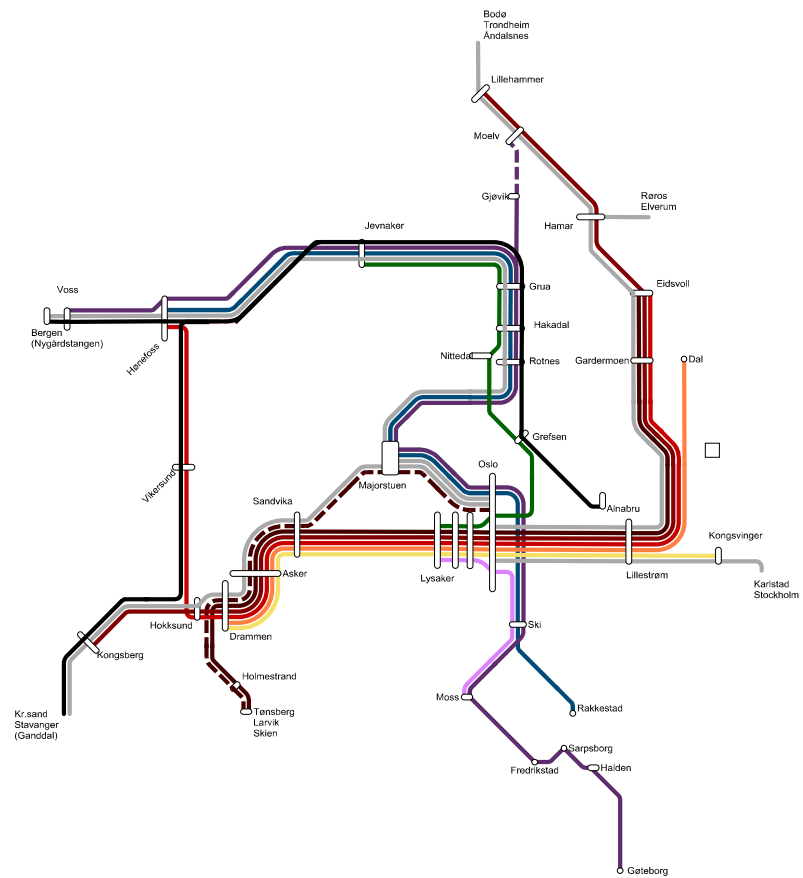 Bodø
Trondheim
Åndalsnes
Lillehammer
Moelv
Gjøvik
Røros
Elverum
Hamar
Jevnaker
Eidsvoll
Voss
Grua
Bergen
(Nygårdstangen)
Hakadal
Hønefoss
Nittedal
Rotnes
Gardermoen
Dal
Grefsen
Oslo
Vikersund
Majorstuen
Sandvika
Alnabru
Kongsvinger
Asker
Lysaker
Lillestrøm
Karlstad
Stockholm
Hokksund
Drammen
Ski
Kongsberg
Holmestrand
Moss
Kr.sand
Stavanger
(Ganddal)
Tønsberg
Larvik
Skien
Rakkestad
Sarpsborg
Fredrikstad
Halden
Gøteborg